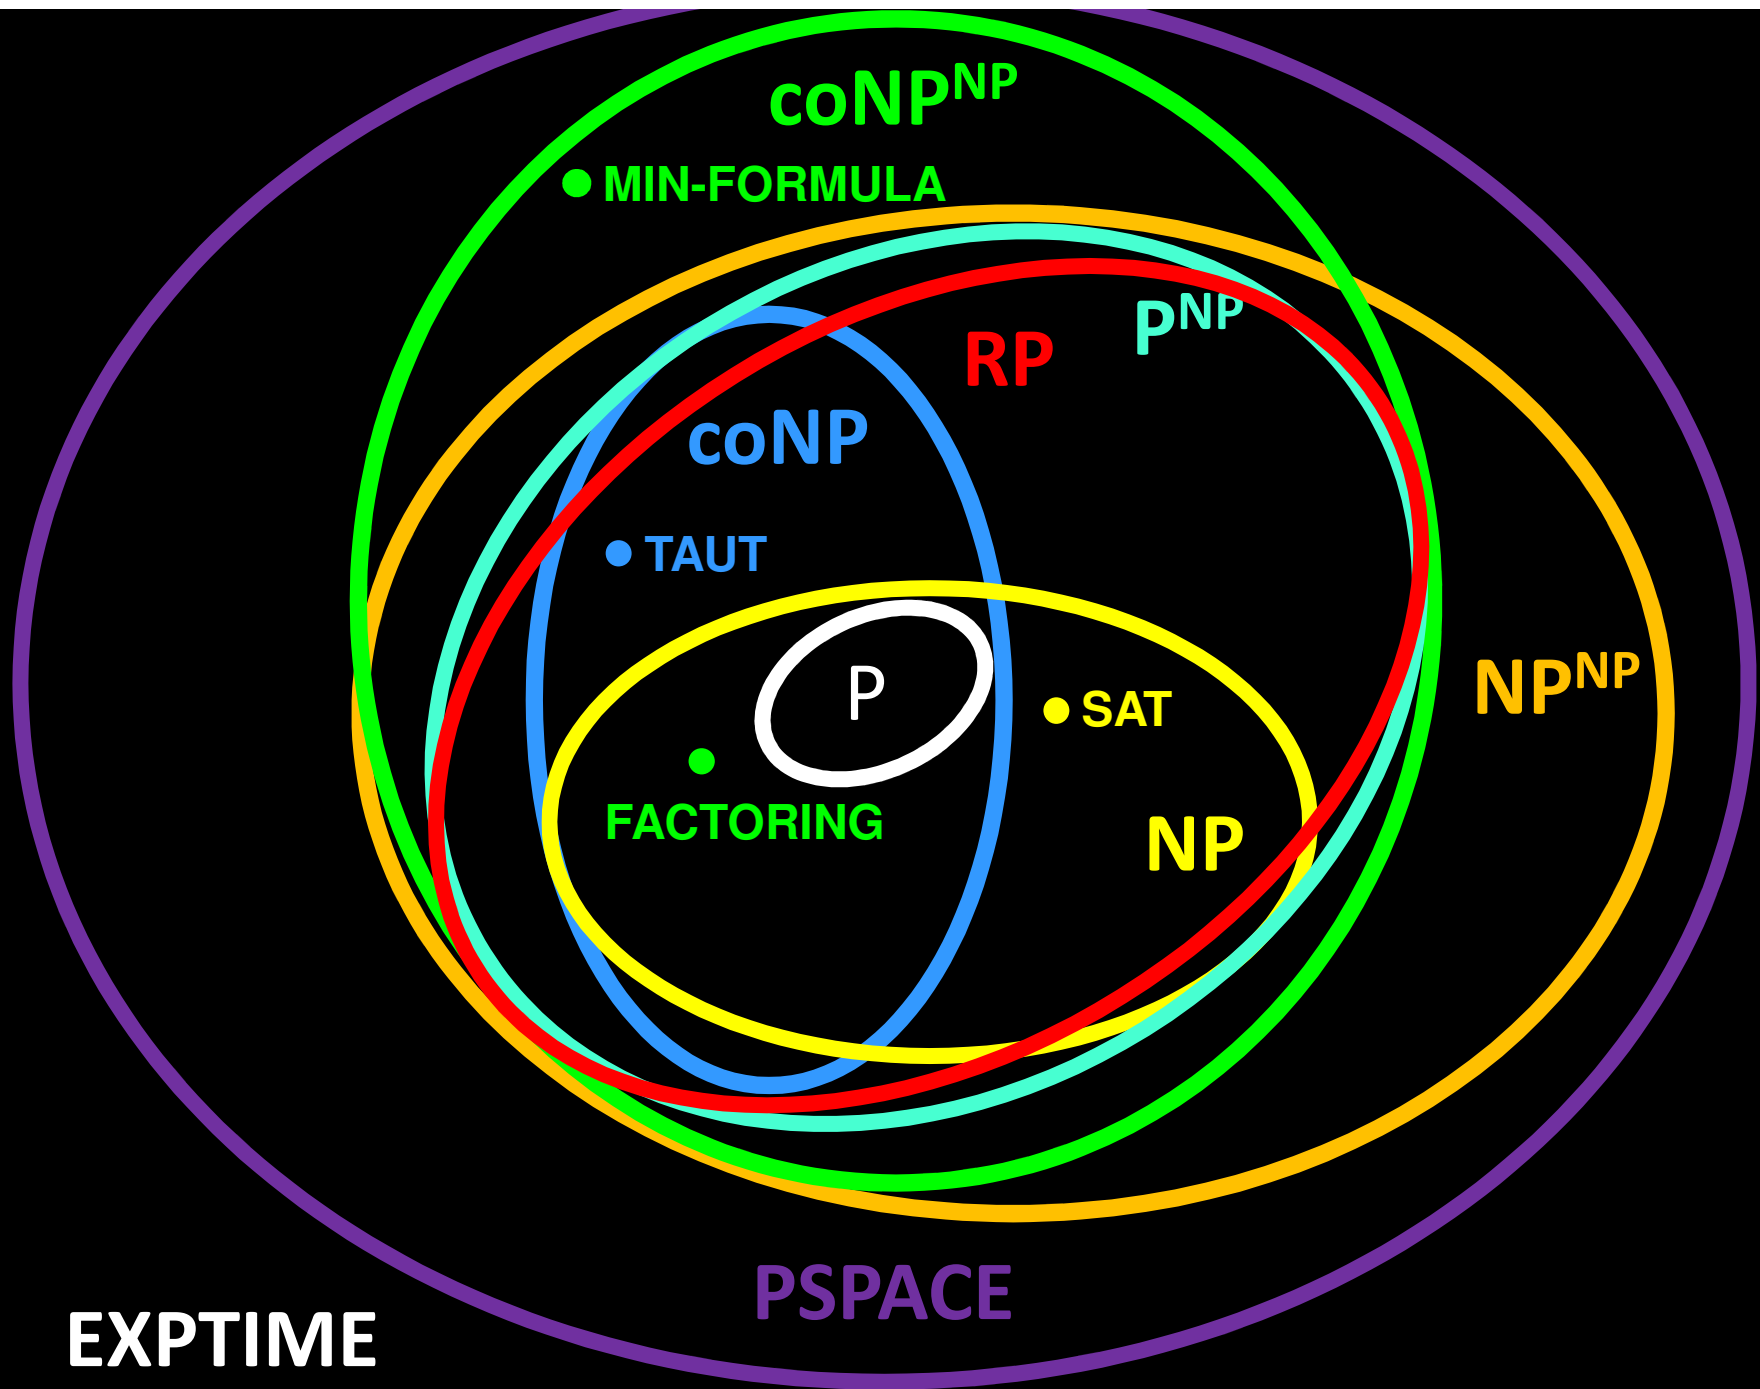 coNP^NP
MIN-FORMULA
P^NP
RP
coNP
TAUT
P
SAT
NP^NP
FACTORING
NP
PSPACE
EXPTIME